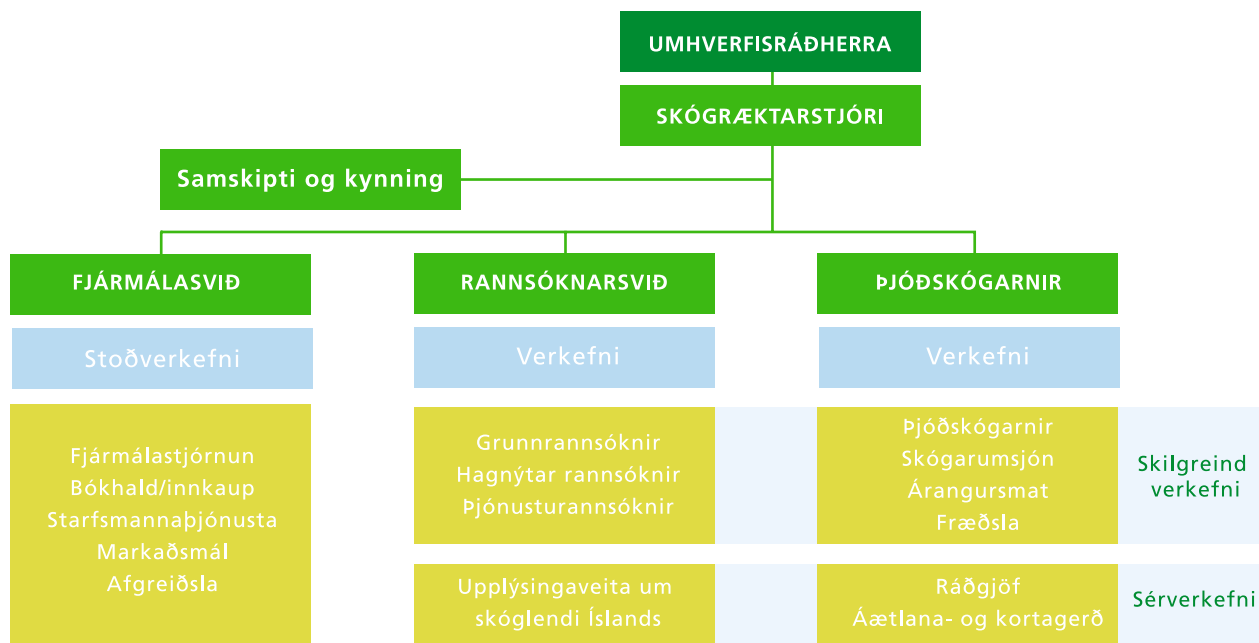 UMHVERFISRÁÐHERRA
SKÓGRÆKTARSTJÓRI
Samskipti og kynning
FJÁRMÁLASVIÐ
Stoðverkefni
Fjármálastjórnun
Bókhald/innkaup
Starfsmannaþjónusta
Markaðsmál
Afgreiðsla
RANNSÓKNARSVIÐ
Verkefni
Grunnrannsóknir
Hagnýtar rannsóknir
Þjónusturannsóknir
Upplýsingaveita um
skóglendi Íslands
ÞJÓÐSKÓGARNIR
Verkefni
Þjóðskógarnir
Skógarumsjón
Árangursmat
Fræðsla
Ráðgjöf
Áætlana- og kortagerð
Skilgreind
verkefni
Sérverkefni